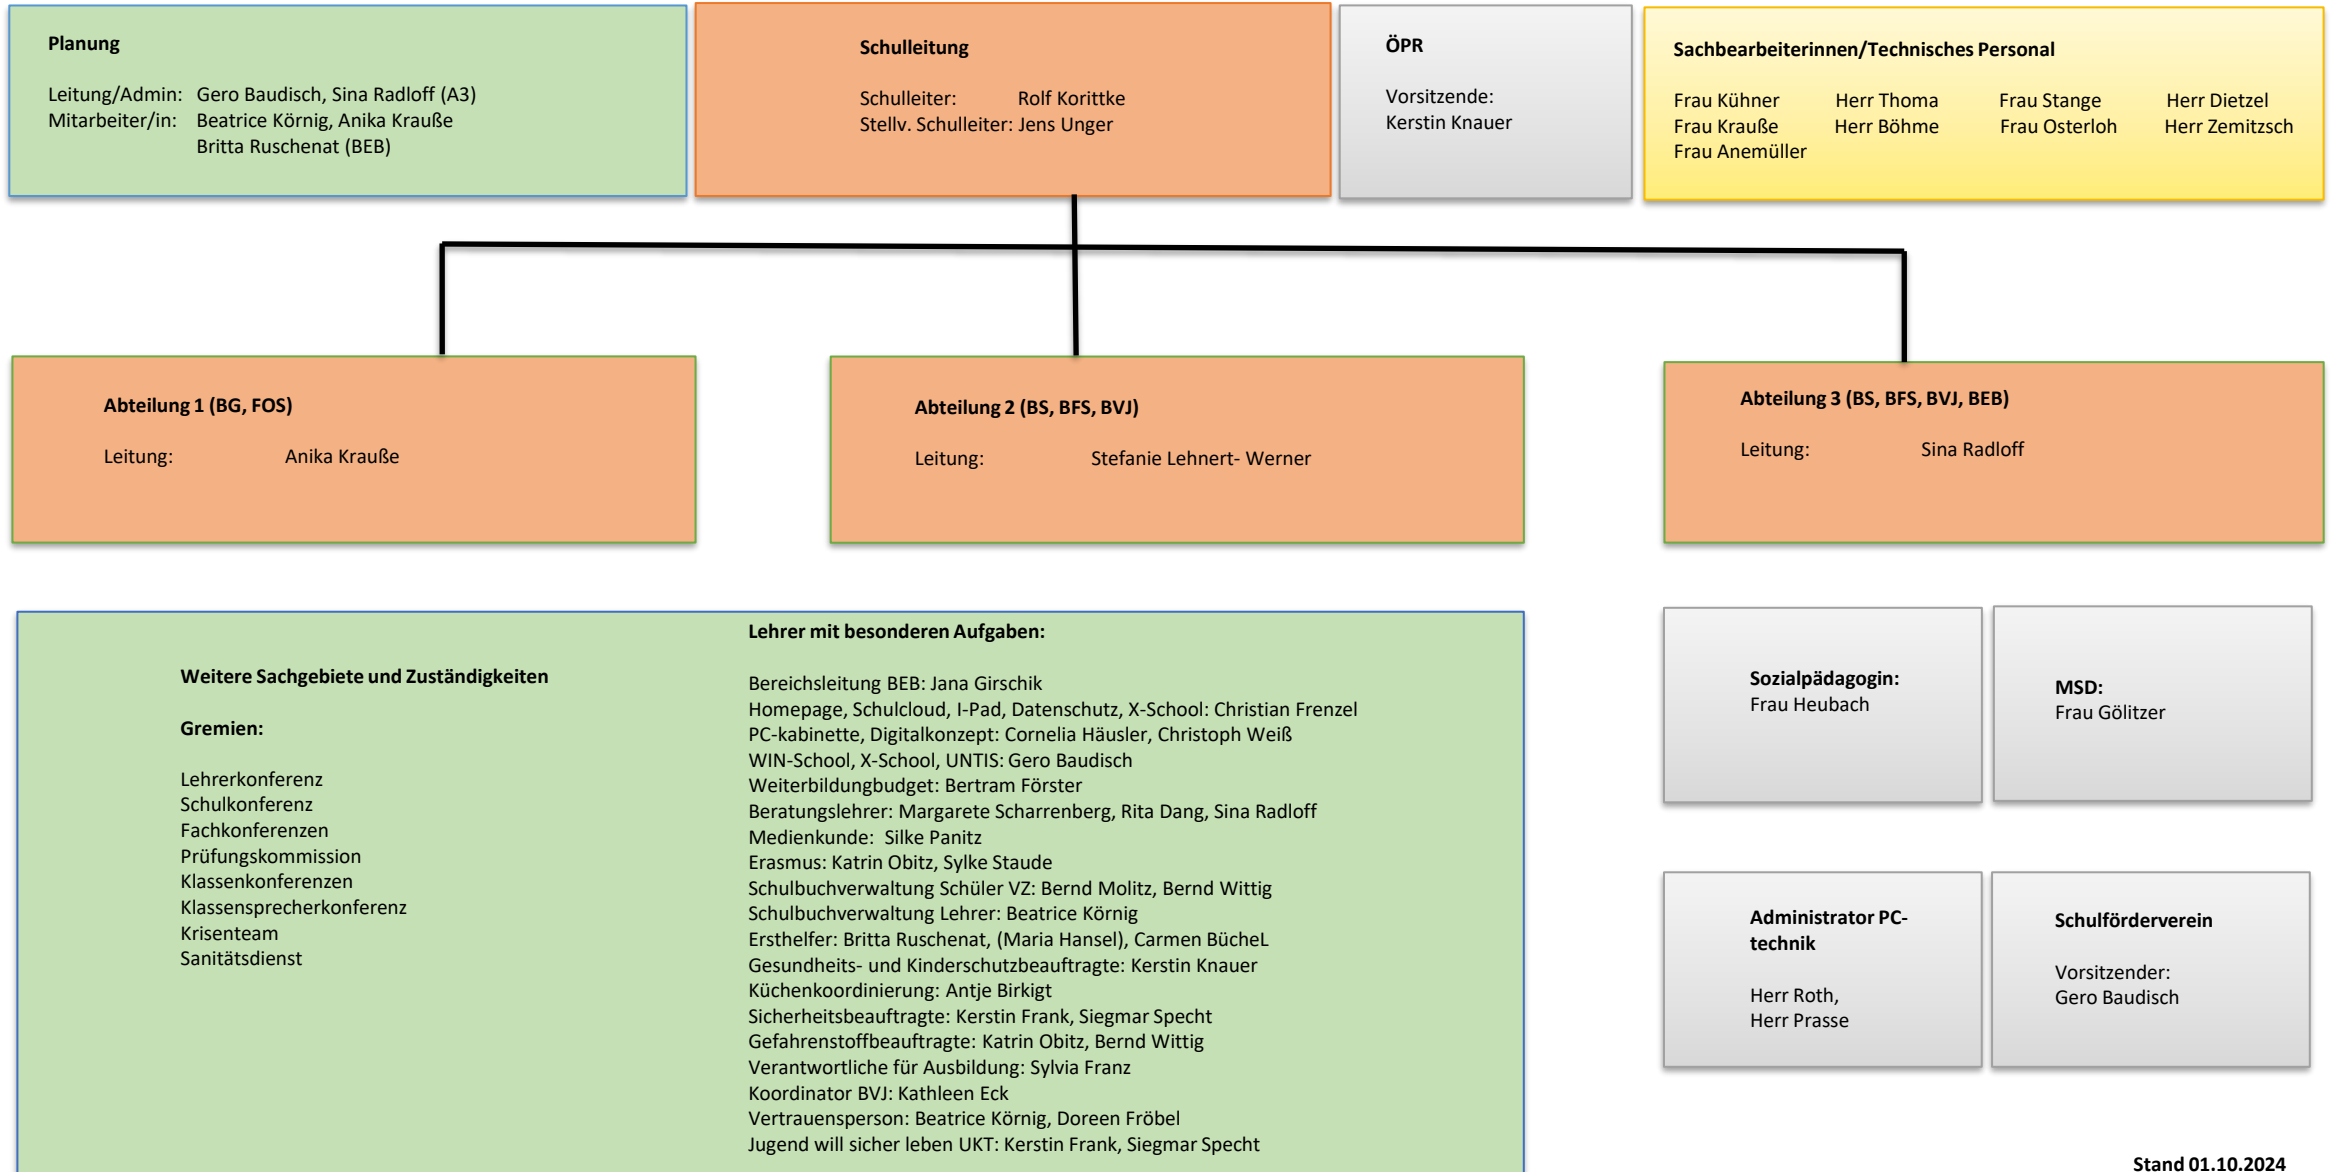 Planung
Leitung/Admin: Gero Baudisch, Sina Radloff (A3)
Mitarbeiter/in: Beatrice Körnig, Anika Krauße
Britta Ruschenat (BEB)
Schulleitung
Schulleiter: Rolf Korittke
Stellv. Schulleiter: Jens Unger
ÖPR
Vorsitzende:
Kerstin Knauer
Sachbearbeiterinnen/Technisches Personal
Frau Kühner Herr Thoma Frau Stange Herr Dietzel
Frau Krauße Herr Böhme Frau Osterloh Herr Zemitzsch
Frau Anemüller
Abteilung 1 (BG, FOS)
Leitung: Anika Krauße
Abteilung 2 (BS, BFS, BVJ)
Leitung: Stefanie Lehnert- Werner
Abteilung 3 (BS, BFS, BVJ, BEB)
Leitung: Sina Radloff
Weitere Sachgebiete und Zuständigkeiten
Gremien:
Lehrerkonferenz
Schulkonferenz
Fachkonferenzen
Prüfungskommission
Klassenkonferenzen
Klassensprecherkonferenz
Krisenteam
Sanitätsdienst
Lehrer mit besonderen Aufgaben:
Bereichsleitung BEB: Jana Girschik
Homepage, Schulcloud, I-Pad, Datenschutz, X-School: Christian Frenzel
PC-kabinette, Digitalkonzept: Cornelia Häusler, Christoph Weiß
WIN-School, X-School, UNTIS: Gero Baudisch
Weiterbildungbudget: Bertram Förster
Beratungslehrer: Margarete Scharrenberg, Rita Dang, Sina Radloff
Medienkunde: Silke Panitz
Erasmus: Katrin Obitz, Sylke Staude
Schulbuchverwaltung Schüler VZ: Bernd Molitz, Bernd Wittig
Schulbuchverwaltung Lehrer: Beatrice Körnig
Ersthelfer: Britta Ruschenat, (Maria Hansel), Carmen BücheL
Gesundheits- und Kinderschutzbeauftragte: Kerstin Knauer
Küchenkoordinierung: Antje Birkigt
Sicherheitsbeauftragte: Kerstin Frank, Siegmar Specht
Gefahrenstoffbeauftragte: Katrin Obitz, Bernd Wittig
Verantwortliche für Ausbildung: Sylvia Franz
Koordinator BVJ: Kathleen Eck
Vertrauensperson: Beatrice Körnig, Doreen Fröbel
Jugend will sicher leben UKT: Kerstin Frank, Siegmar Specht
Sozialpädagogin:
Frau Heubach
MSD:
Frau Gölitzer
Administrator PC-
technik
Herr Roth,
Herr Prasse
Schulförderverein
Vorsitzender:
Gero Baudisch
Stand 01.10.2024